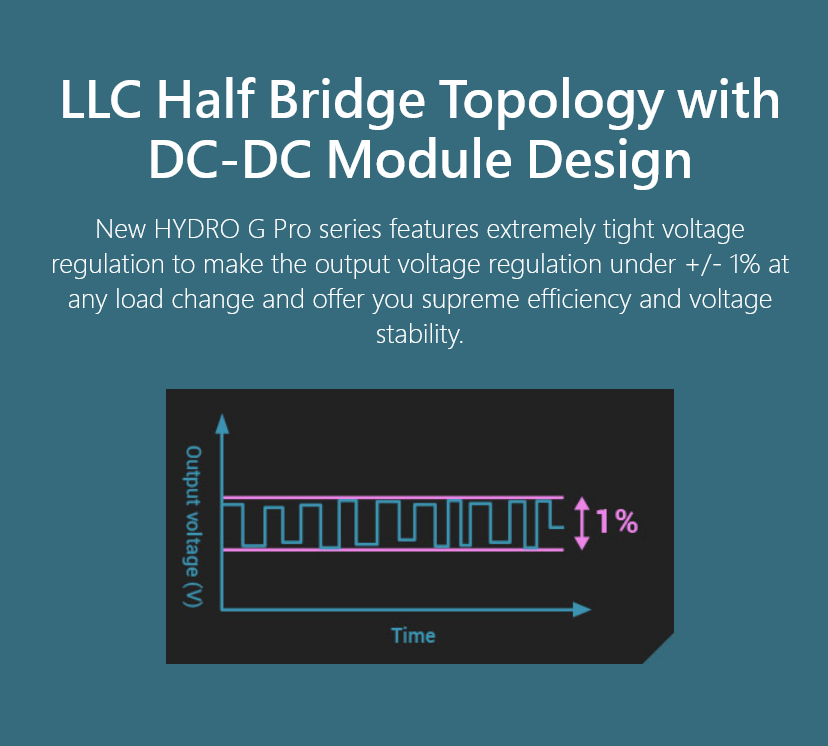 LLC Half Bridge Topology with
DC-DC Module Design
New HYDRO G Pro series features extremely tight voltage
regulation to make the output voltage regulation under +/- 1% at
any load change and offer you supreme efficiency and voltage
stability.
Output voltage (V)
1%
Time